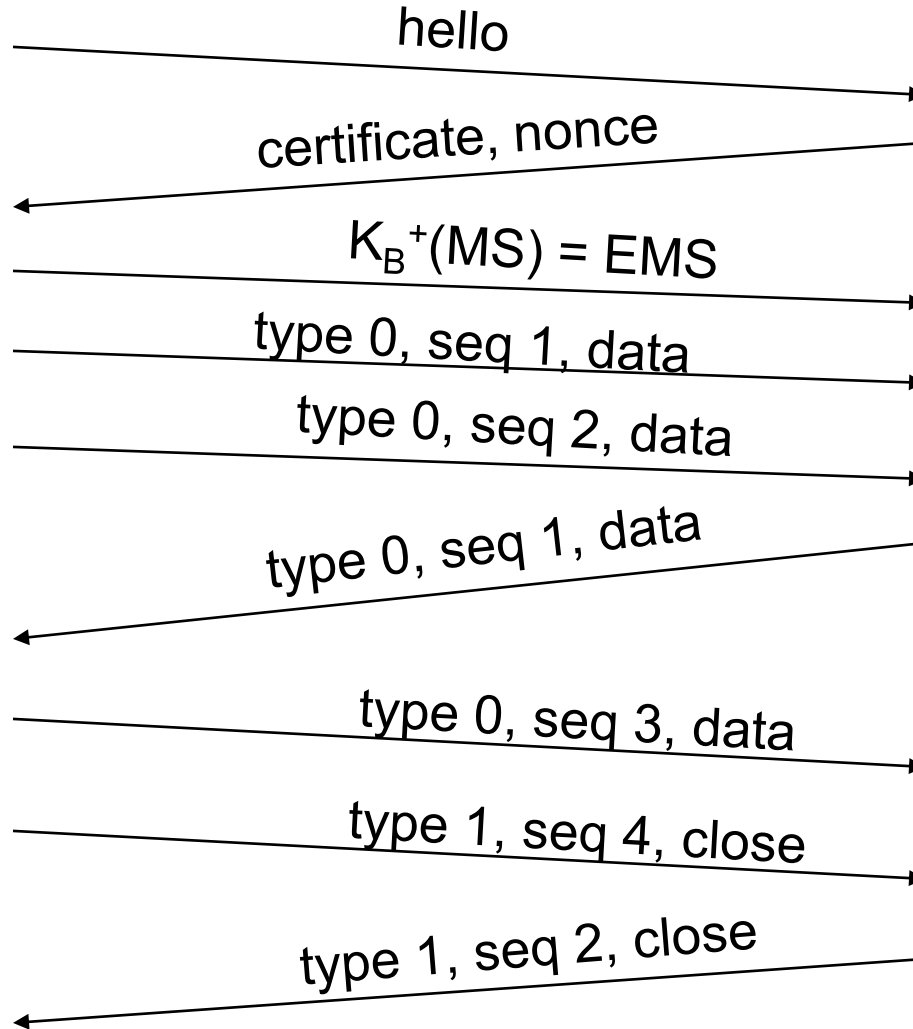 hello
certificate, nonce
K_B^+(MS) = EMS
type 0, seq 1, data
type 0, seq 2, data
type 0, seq 1, data
type 0, seq 3, data
type 1, seq 4, close
type 1, seq 2, close